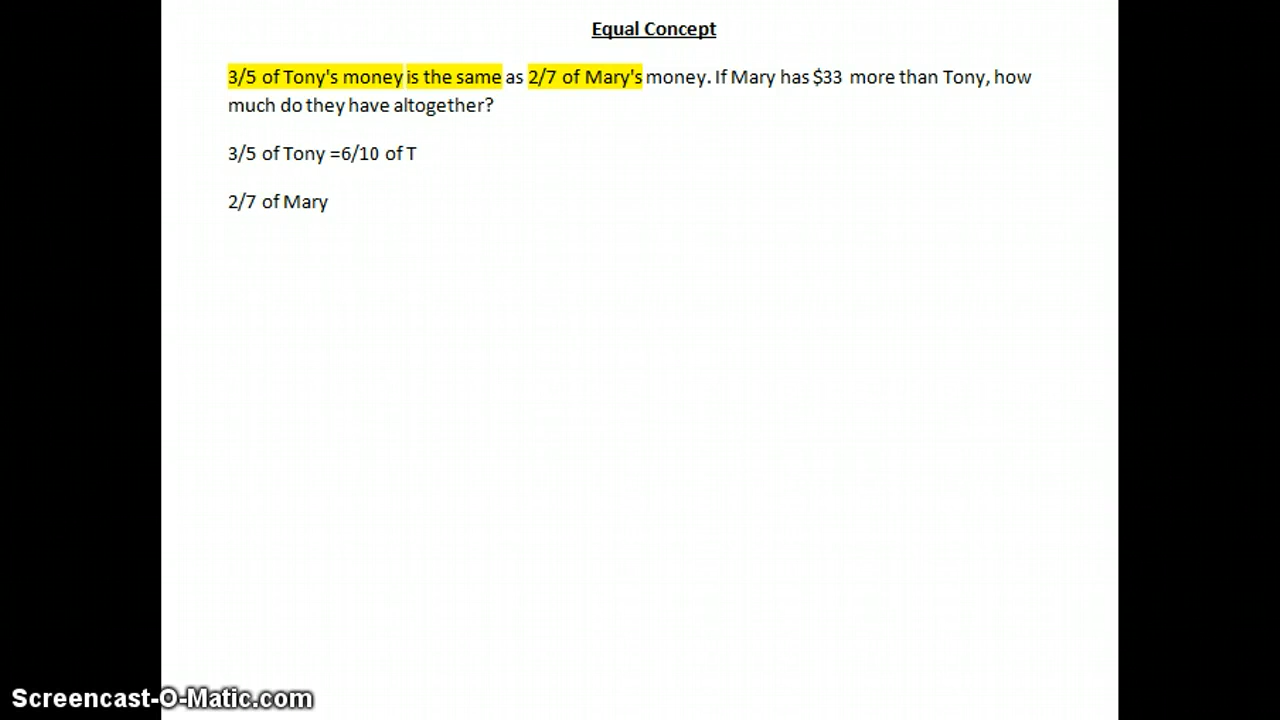 Equal Concept
3/5 of Tony's money is the same as 2/7 of Mary's money. If Mary has $33 more than Tony, how
much do they have altogether?
3/5 of Tony =6/10 of T
2/7 of Mary
Screencast-O-Matic.com